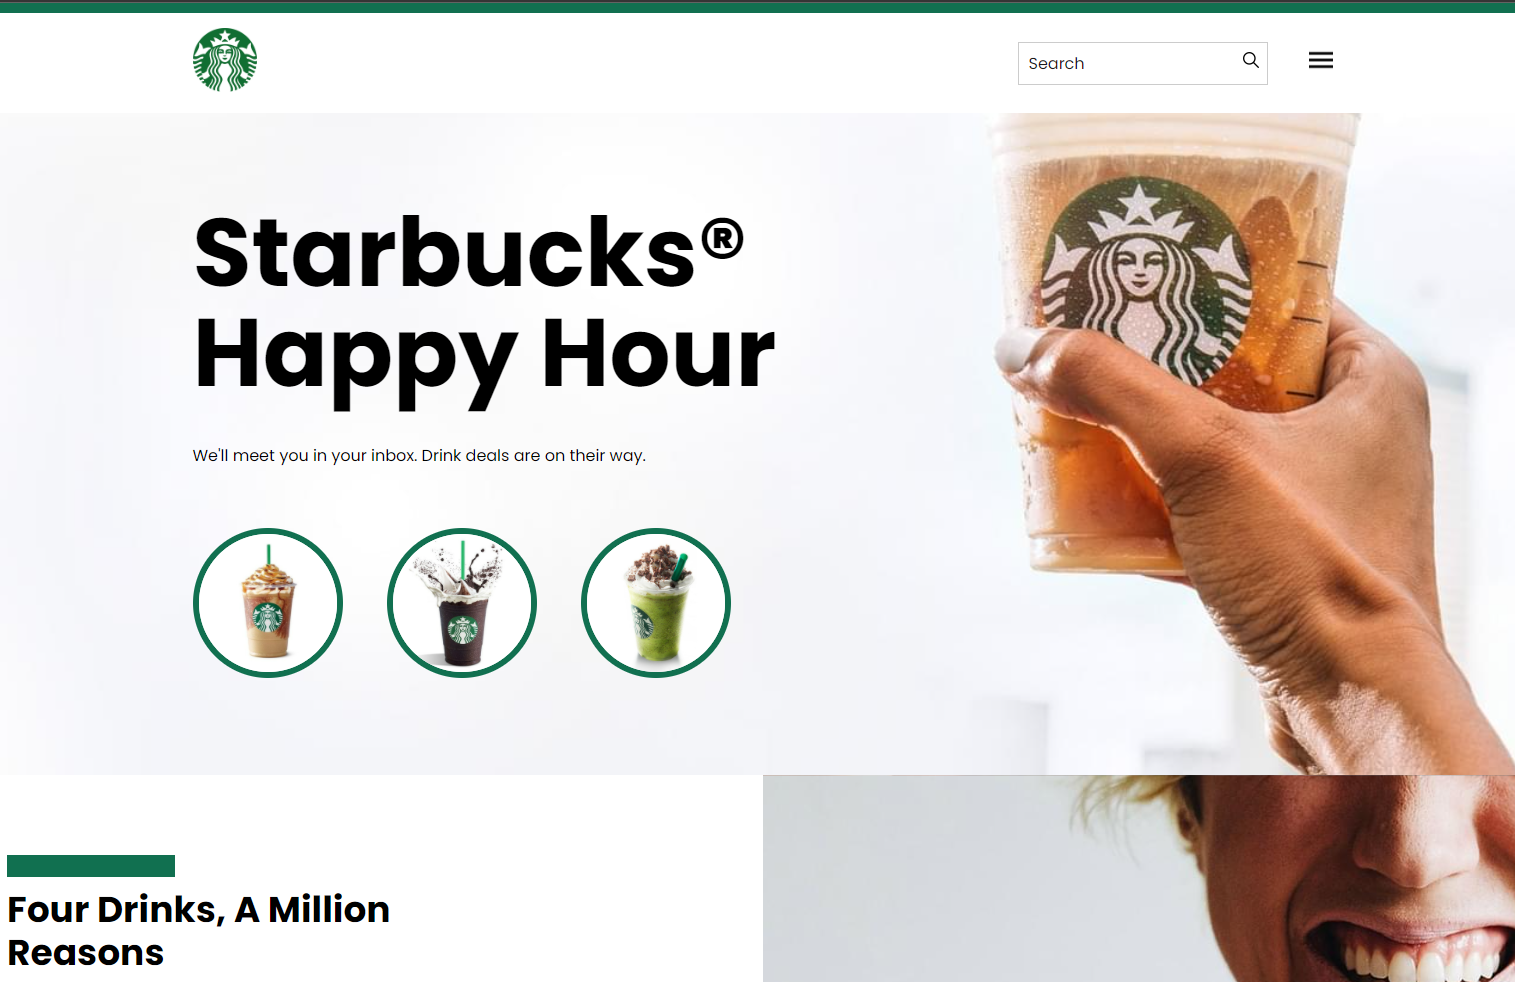 Search
Starbucks®
Happy Hour
We'll meet you in your inbox. Drink deals are on their way.
Four Drinks, A Million
Reasons